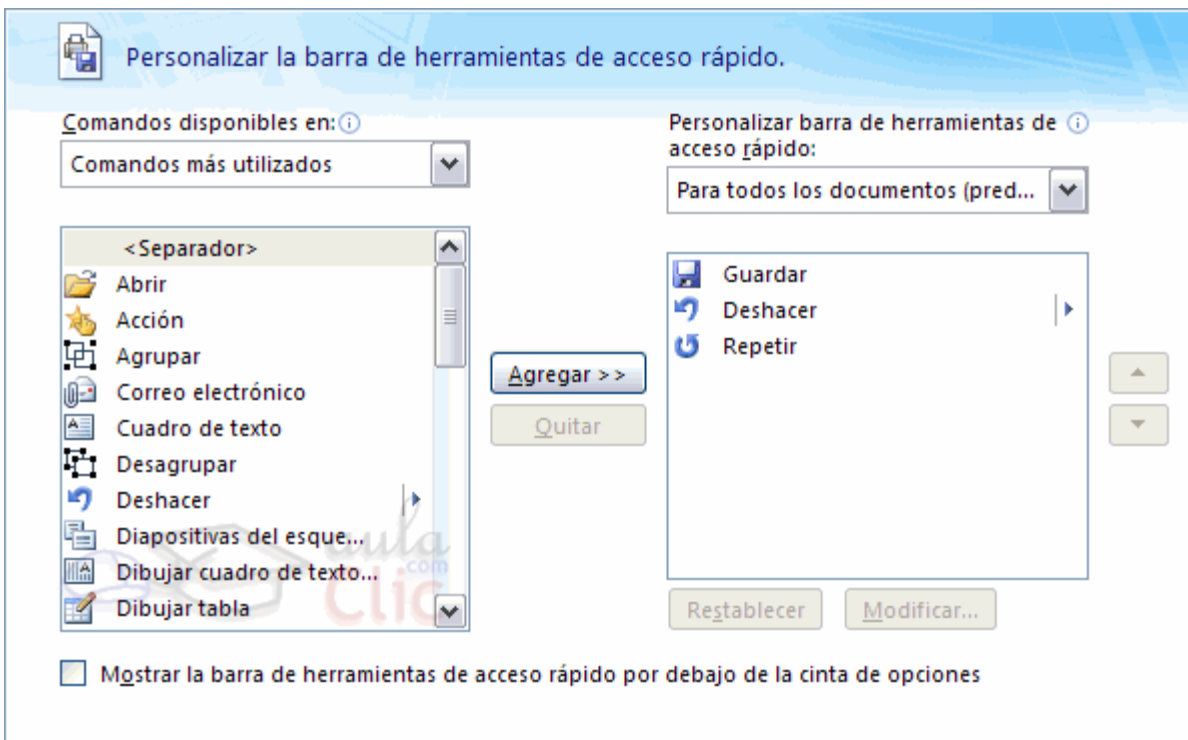 Personalizar la barra de herramientas de acceso rápido.
Comandos disponibles en:
Comandos más utilizados
<Separador>
Abrir
Acción
Agrupar
Correo electrónico
Cuadro de texto
Desagrupar
Deshacer
Diapositivas del esque...
Dibujar cuadro de texto...
Dibujar tabla
aula
.com
Clic
Agregar >>
Quitar
Personalizar barra de herramientas de
acceso rápido:
Para todos los documentos (pred...
Guardar
Deshacer
Repetir
Restablecer
Modificar...
Mostrar la barra de herramientas de acceso rápido por debajo de la cinta de opciones